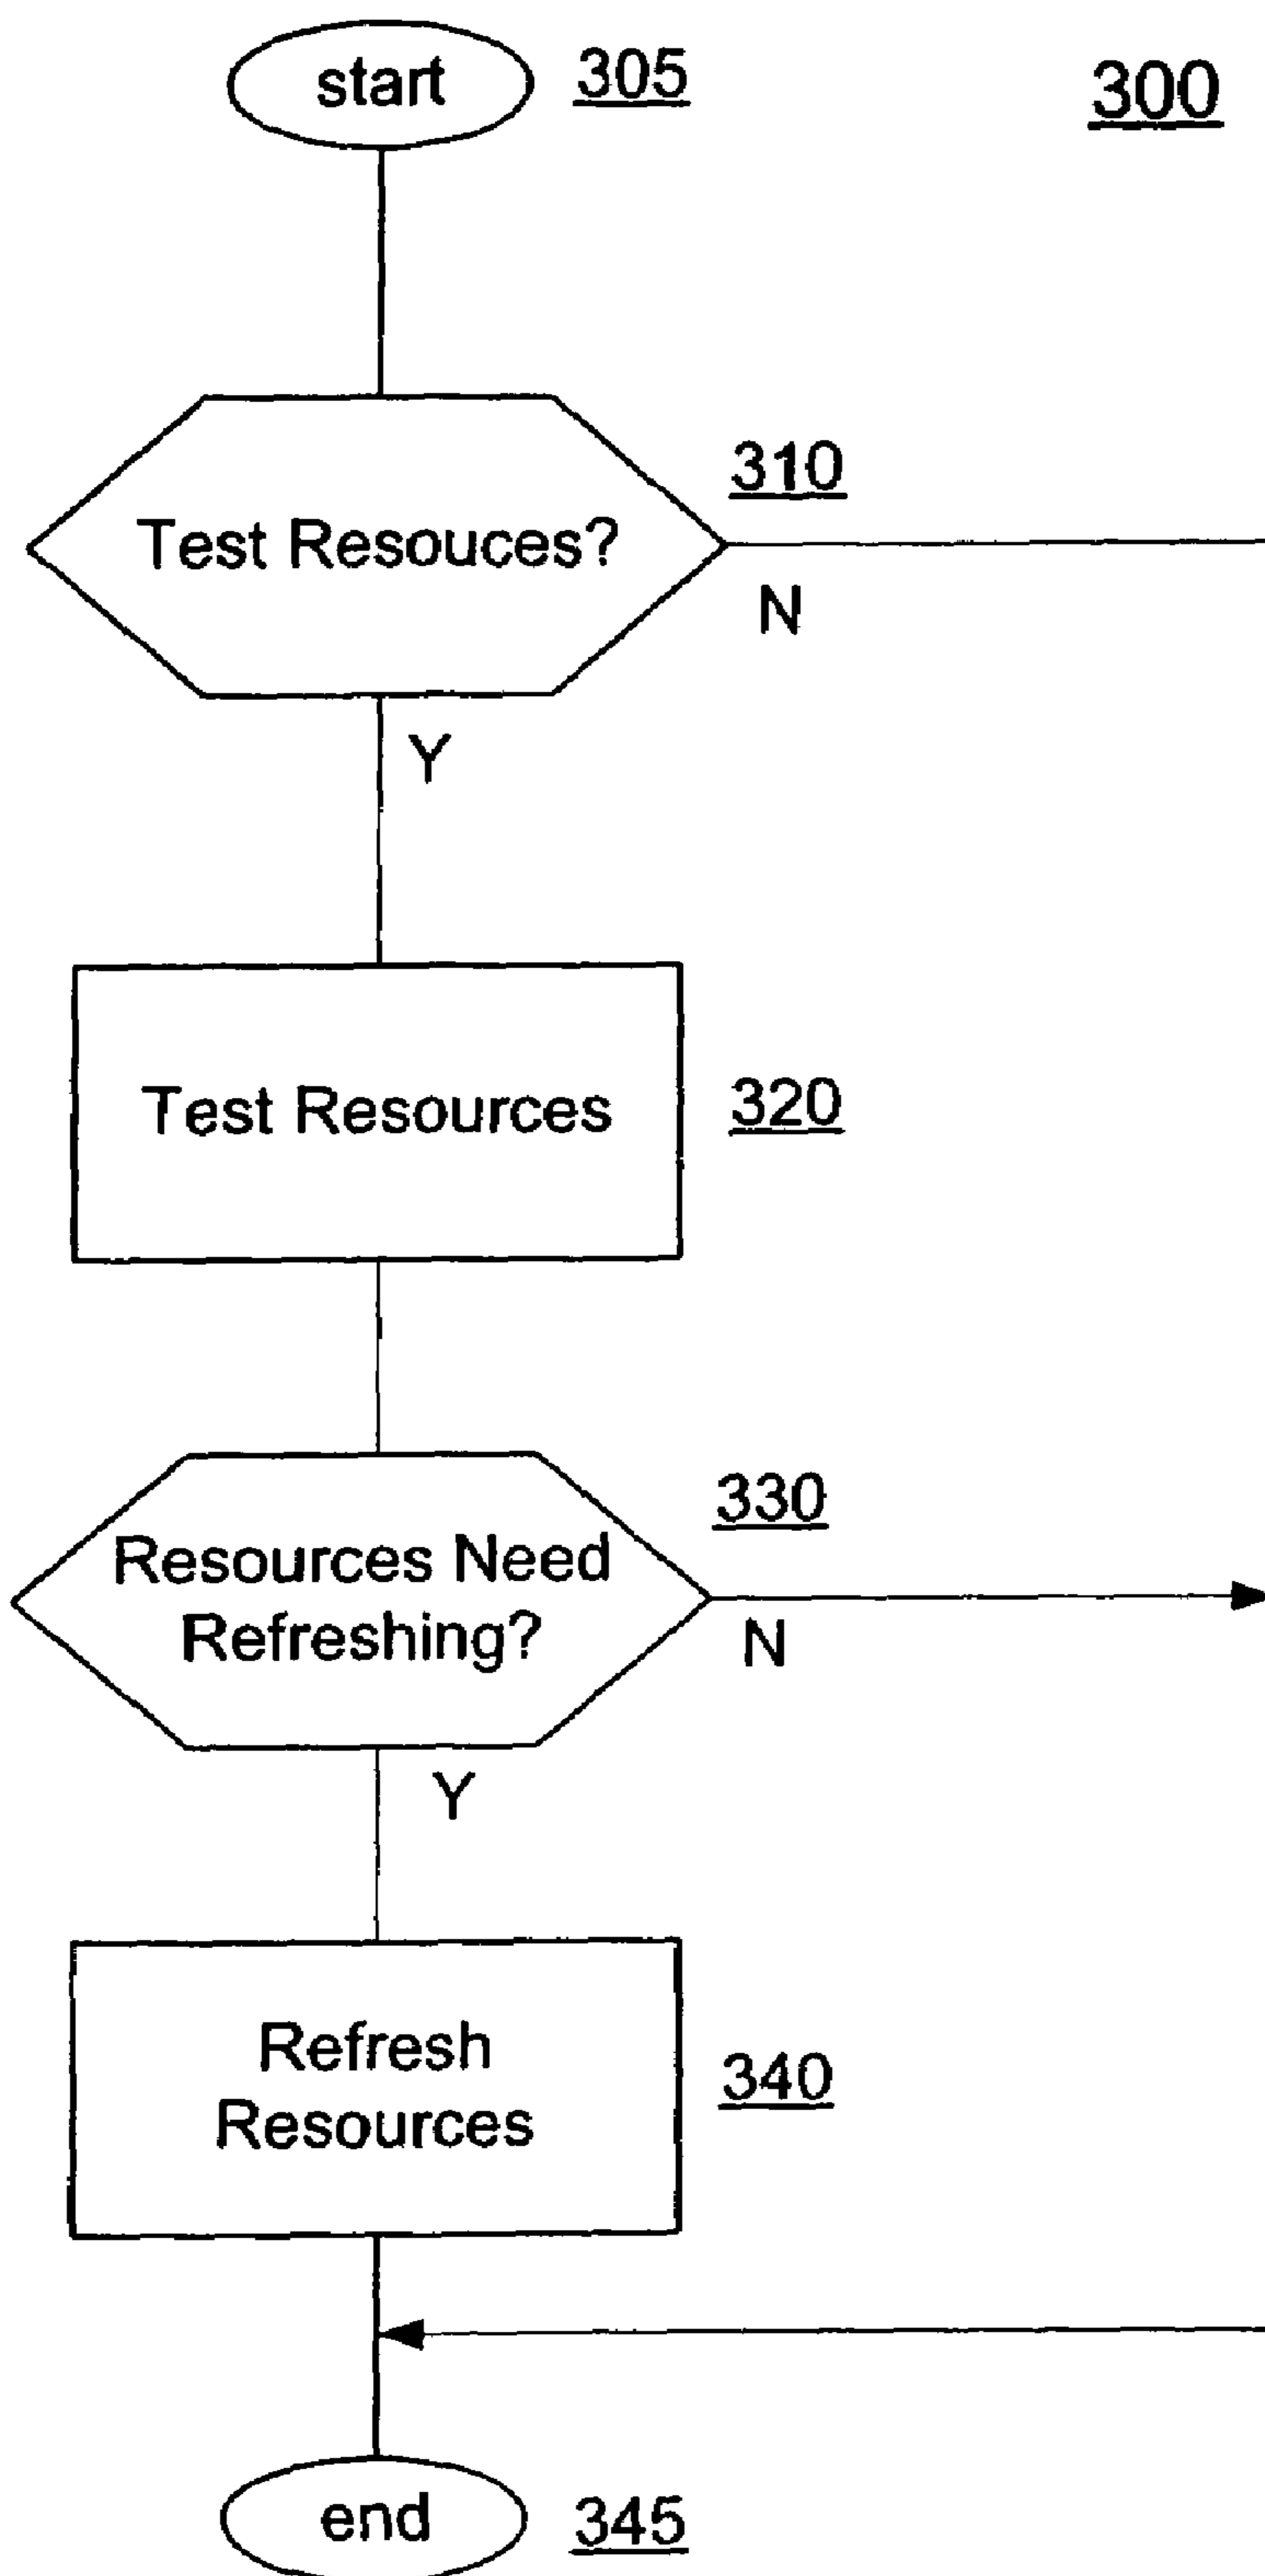 start 305
300
310
Test Resouces?
N
Y
Test Resources 320
330
Resources Need
Refreshing?
N
Y
Refresh
Resources
340
end 345